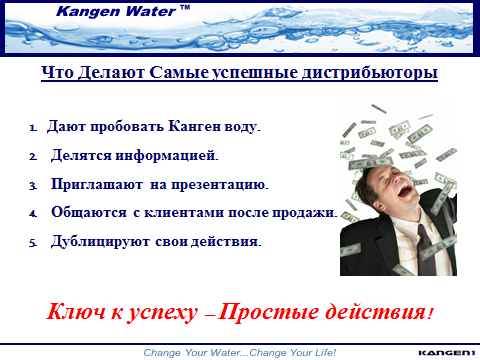 Kangen Water ™
Что Делают Самые успешные дистрибьюторы
1. Дают пробовать Канген воду.
2. Делятся информацией.
3. Приглашают на презентацию.
4. Общаются с клиентами после продажи.
5. Дублицируют свои действия.
Ключ к успеху – Простые действия!
Change Your Water...Change Your Life!
KANGEN1